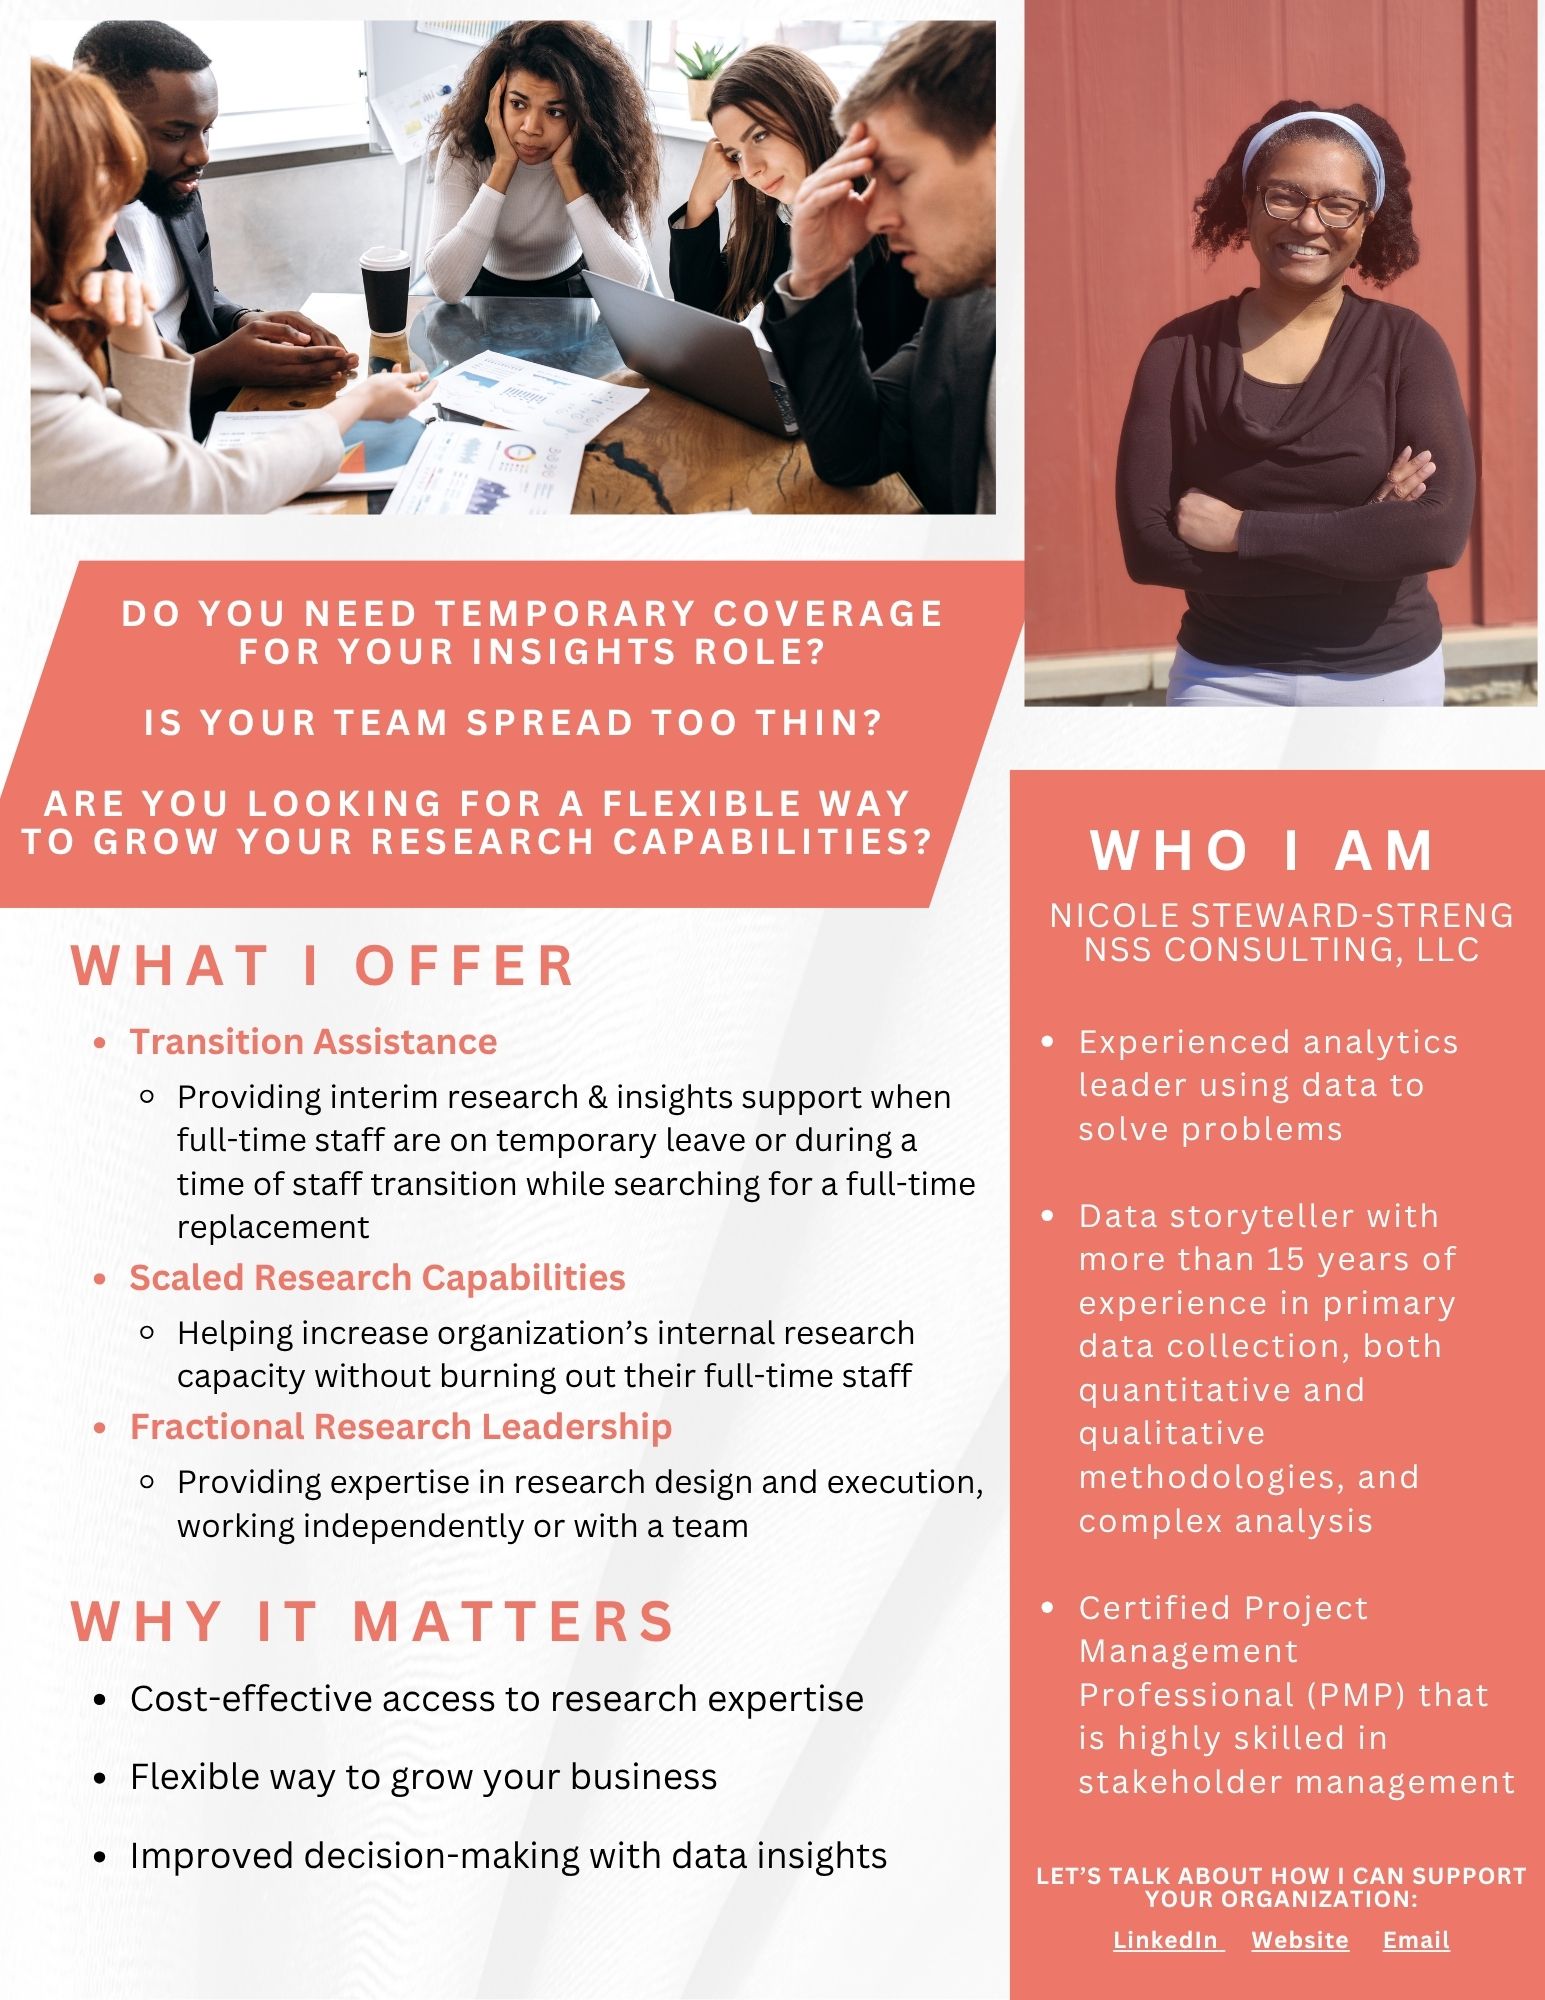 DO YOU NEED TEMPORARY COVERAGE
FOR YOUR INSIGHTS ROLE?
IS YOUR TEAM SPREAD TOO THIN?
ARE YOU LOOKING FOR A FLEXIBLE WAY
TO GROW YOUR RESEARCH CAPABILITIES?
WHAT I OFFER
• Transition Assistance
◦ Providing interim research & insights support when
full-time staff are on temporary leave or during a
time of staff transition while searching for a full-time
replacement
• Scaled Research Capabilities
◦ Helping increase organization’s internal research
capacity without burning out their full-time staff
• Fractional Research Leadership
◦ Providing expertise in research design and execution,
working independently or with a team
WHY IT MATTERS
• Cost-effective access to research expertise
• Flexible way to grow your business
• Improved decision-making with data insights
WHO I AM
NICOLE STEWARD-STRENG
NSS CONSULTING, LLC
• Experienced analytics
leader using data to
solve problems
• Data storyteller with
more than 15 years of
experience in primary
data collection, both
quantitative and
qualitative
methodologies, and
complex analysis
• Certified Project
Management
Professional (PMP) that
is highly skilled in
stakeholder management
LET’S TALK ABOUT HOW I CAN SUPPORT
YOUR ORGANIZATION:
LinkedIn Website Email